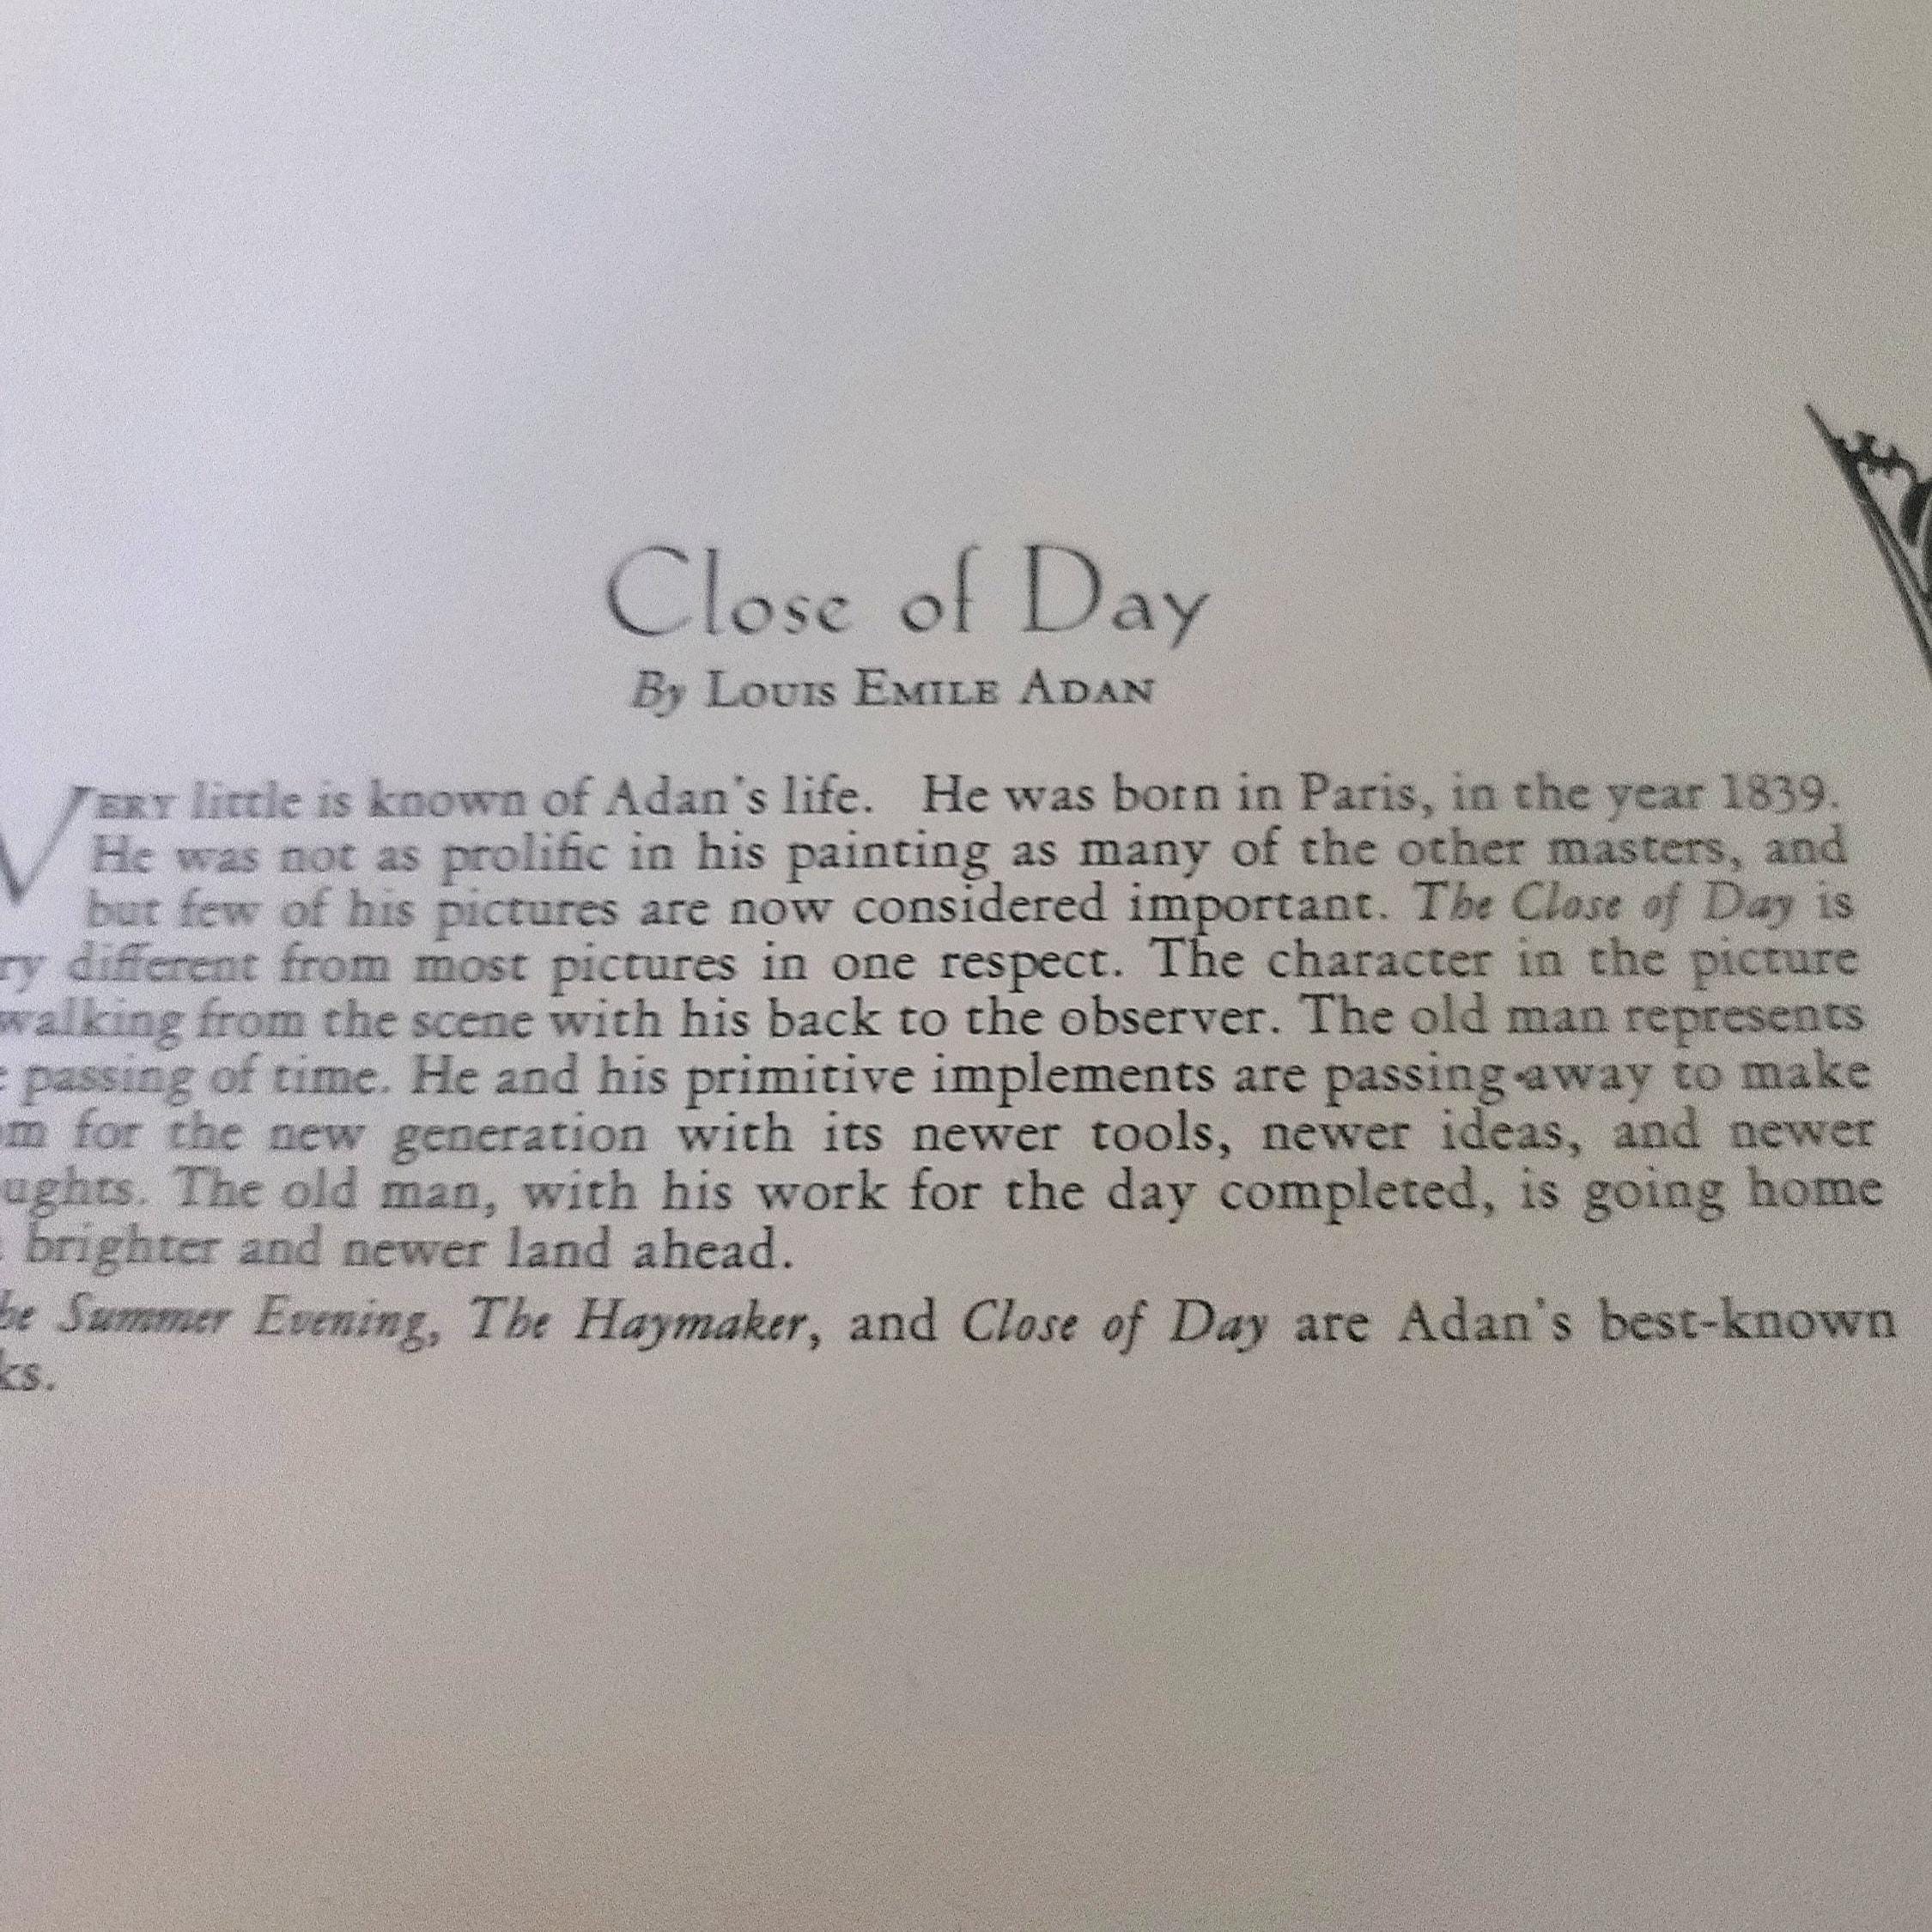 Close of Day
By LOUIS EMILE ADAN
VERY little is known of Adan's life. He was born in Paris, in the year 1839.
He was not as prolific in his painting as many of the other masters, and
but few of his pictures are now considered important. The Close of Day is
ry different from most pictures in one respect. The character in the picture
walking from the scene with his back to the observer. The old man represents
passing of time. He and his primitive implements are passing away to make
om for the new generation with its newer tools, newer ideas, and newer
ughts. The old man, with his work for the day completed, is going home
brighter and newer land ahead.
he Summer Evening, The Haymaker, and Close of Day are Adan's best-known
ks.